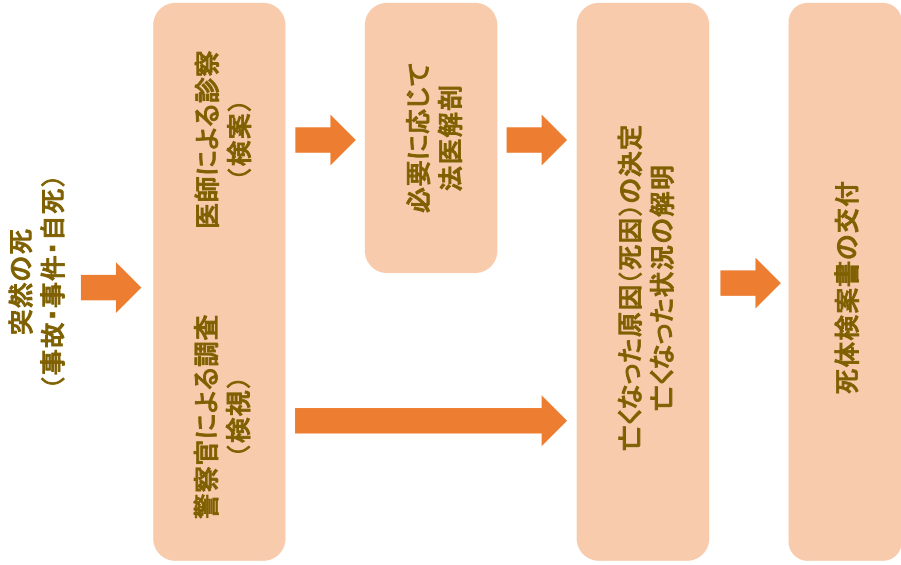 突然の死
（事故・事件・自死）
警察官による調査
（検視）
医師による診察
（検案）
必要に応じて
法医解剖
亡くなった原因（死因）の決定
亡くなった状況の解明
死体検案書の交付